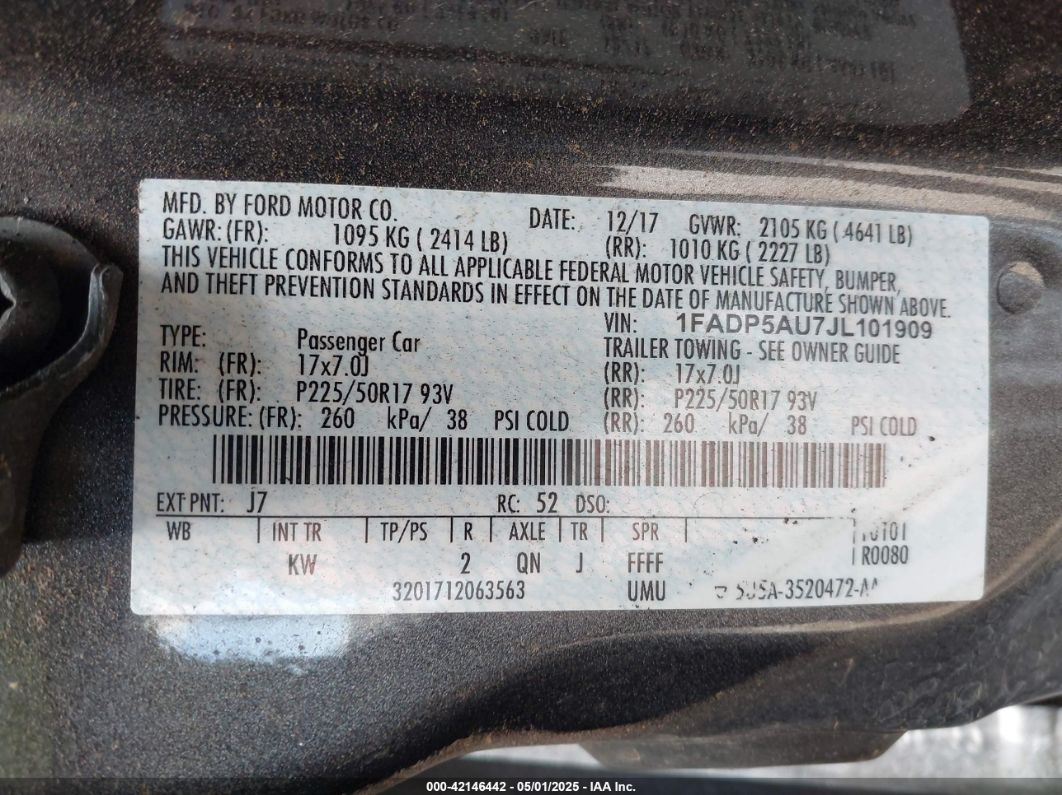 MFD. BY FORD MOTOR CO. DATE: 12/17 GVWR: 2105 KG ( 4641 LB)
GAWR: (FR): 1095 KG ( 2414 LB) (RR): 1010 KG ( 2227 LB)
THIS VEHICLE CONFORMS TO ALL APPLICABLE FEDERAL MOTOR VEHICLE SAFETY, BUMPER,
AND THEFT PREVENTION STANDARDS IN EFFECT ON THE DATE OF MANUFACTURE SHOWN ABOVE.
VIN: 1FADP5AU7JL101909
TYPE: Passenger Car TRAILER TOWING - SEE OWNER GUIDE
RIM: (FR): 17x7.0J (RR): 17x7.0J
TIRE: (FR): P225/50R17 93V (RR): P225/50R17 93V
PRESSURE: (FR): 260 kPa/ 38 PSI COLD (RR): 260 kPa/ 38 PSI COLD
EXT PNT: J7 RC: 52 DSO:
WB | INT TR | TP/PS | R | AXLE | TR | SPR |
KW 2 QN J FFFF R0080
3201712063563 UMU
000-42146442 - 05/01/2025 - IAA Inc.